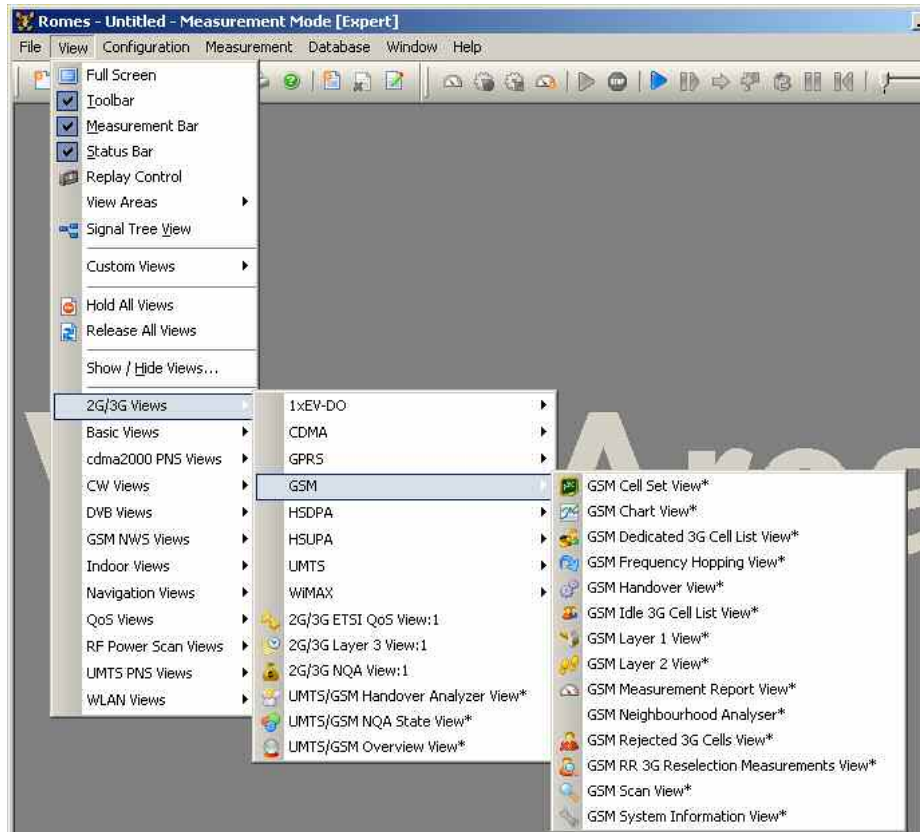 Romes - Untitled - Measurement Mode [Expert]
File View Configuration Measurement Database Window Help
Full Screen
Toolbar
Measurement Bar
Status Bar
Replay Control
View Areas
Signal Tree View
Custom Views
Hold All Views
Release All Views
Show / Hide Views...
2G/3G Views
Basic Views
cdma2000 PNS Views
CW Views
DVB Views
GSM NWS Views
Indoor Views
Navigation Views
QoS Views
RF Power Scan Views
UMTS PNS Views
WLAN Views
1xEV-DO
CDMA
GPRS
GSM
HSDPA
HSUPA
UMTS
WiMAX
2G/3G ETSI QoS View:1
2G/3G Layer 3 View:1
2G/3G NQA View:1
UMTS/GSM Handover Analyzer View*
UMTS/GSM NQA State View*
UMTS/GSM Overview View*
GSM Cell Set View*
GSM Chart View*
GSM Dedicated 3G Cell List View*
GSM Frequency Hopping View*
GSM Handover View*
GSM Idle 3G Cell List View*
GSM Layer 1 View*
GSM Layer 2 View*
GSM Measurement Report View*
GSM Neighbourhood Analyser*
GSM Rejected 3G Cells View*
GSM RR 3G Reselection Measurements View*
GSM Scan View*
GSM System Information View*